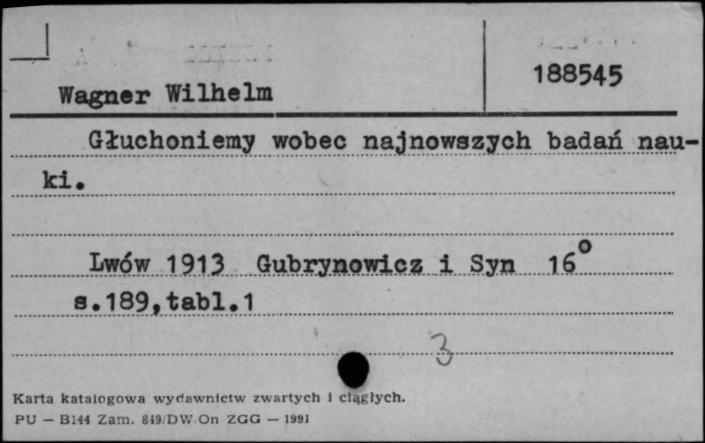 188545
Wagner Wilhelm
Głuchoniemy wobec najnowszych badań nau-
ki.
Lwów 1913 Gubrynowicz i Syn 16°
s.189,tabl.1
3
Karta katalogowa wydawnictw zwartych i ciągłych.
PU — B144 Zam. 849/DW-On ZGG — 1991